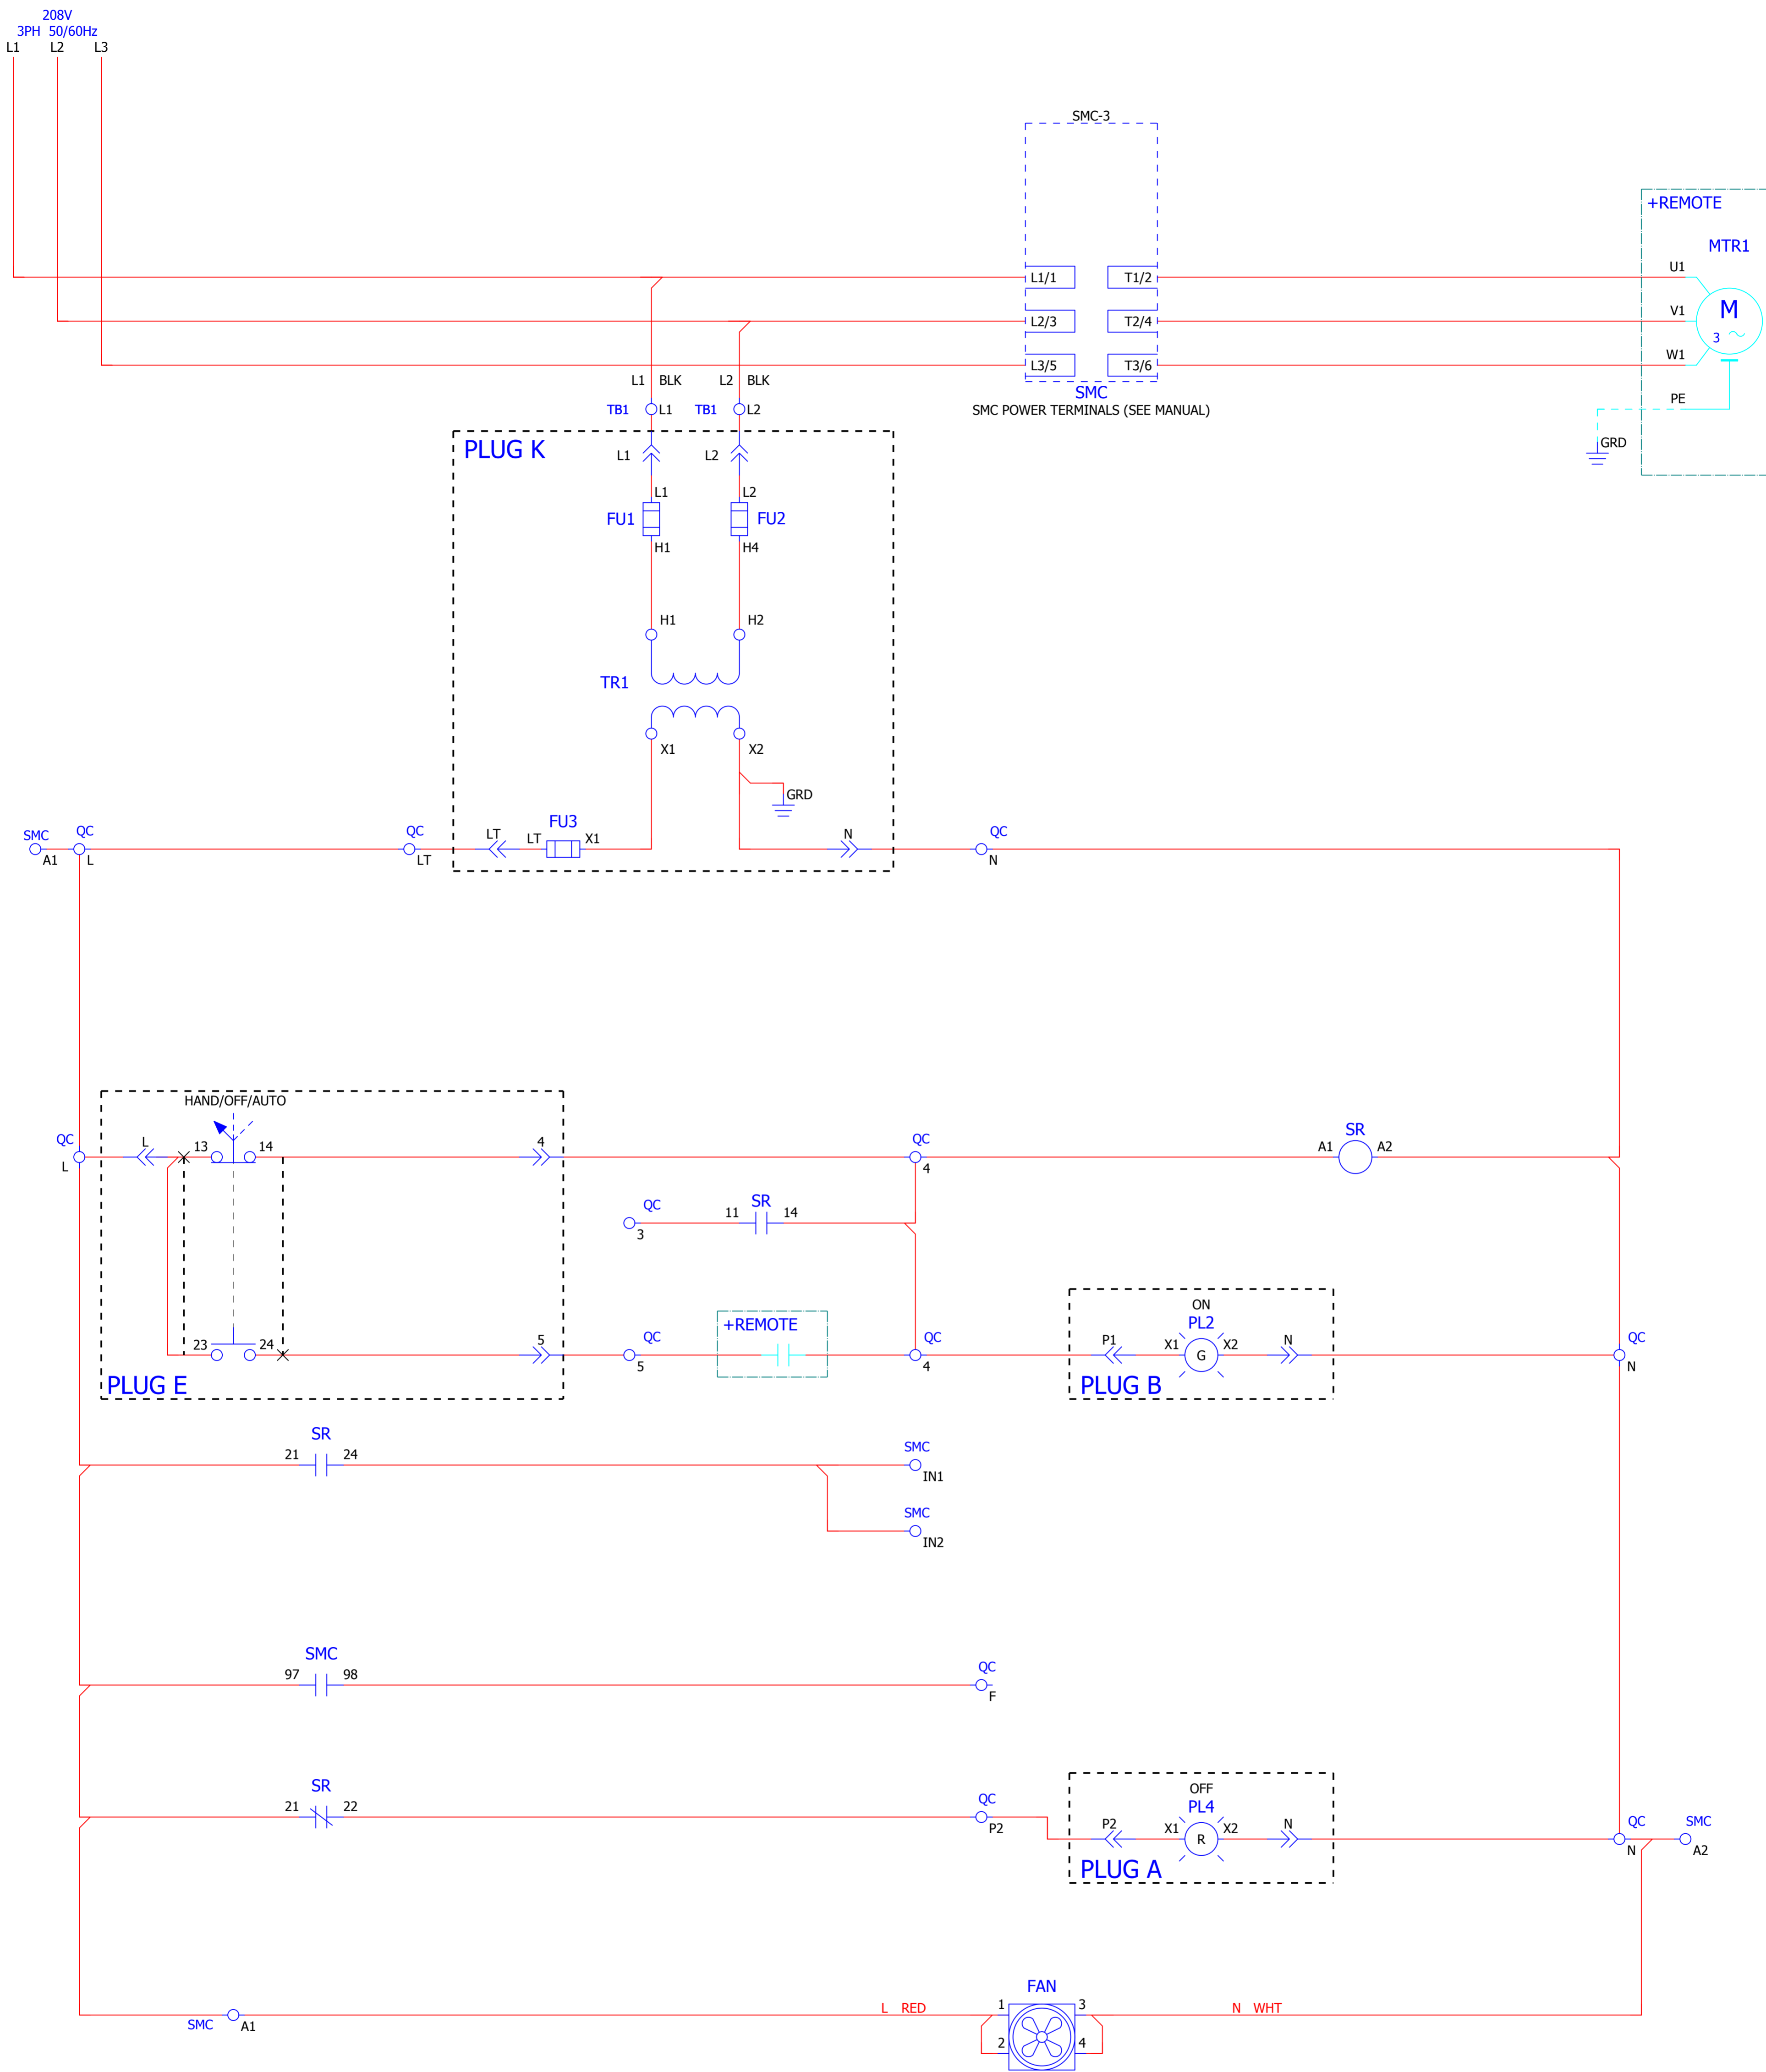 208V
3PH 50/60Hz
L1 L2 L3
SMC-3
+REMOTE
MTR1
L1/1 T1/2 U1
L2/3 T2/4 V1
M
3
L3/5 T3/6 W1
L1 BLK L2 BLK
SMC
PE
TB1 L1 TB1 L2
SMC POWER TERMINALS (SEE MANUAL)
GRD
PLUG K
L1 L2
L1 L2
FU1 FU2
H1 H4
H1 H2
TR1
X1 X2
GRD
SMC QC QC LT LT FU3 X1 N QC
A1 L LT N
HAND/OFF/AUTO
QC L 13 14 4 QC A1 SR A2
L 4
QC 11 SR 14
3
ON
+REMOTE
PL2
23 24 5 QC QC P1 X1 G X2 N QC
5 4 N
PLUG E
PLUG B
SR
21 24 SMC
IN1
SMC
IN2
SMC
97 98 QC
F
SR
21 22 QC
P2
OFF
PL4
P2 X1 R X2 N QC SMC
N A2
PLUG A
FAN
L RED 1 3 N WHT
SMC A1
2 4